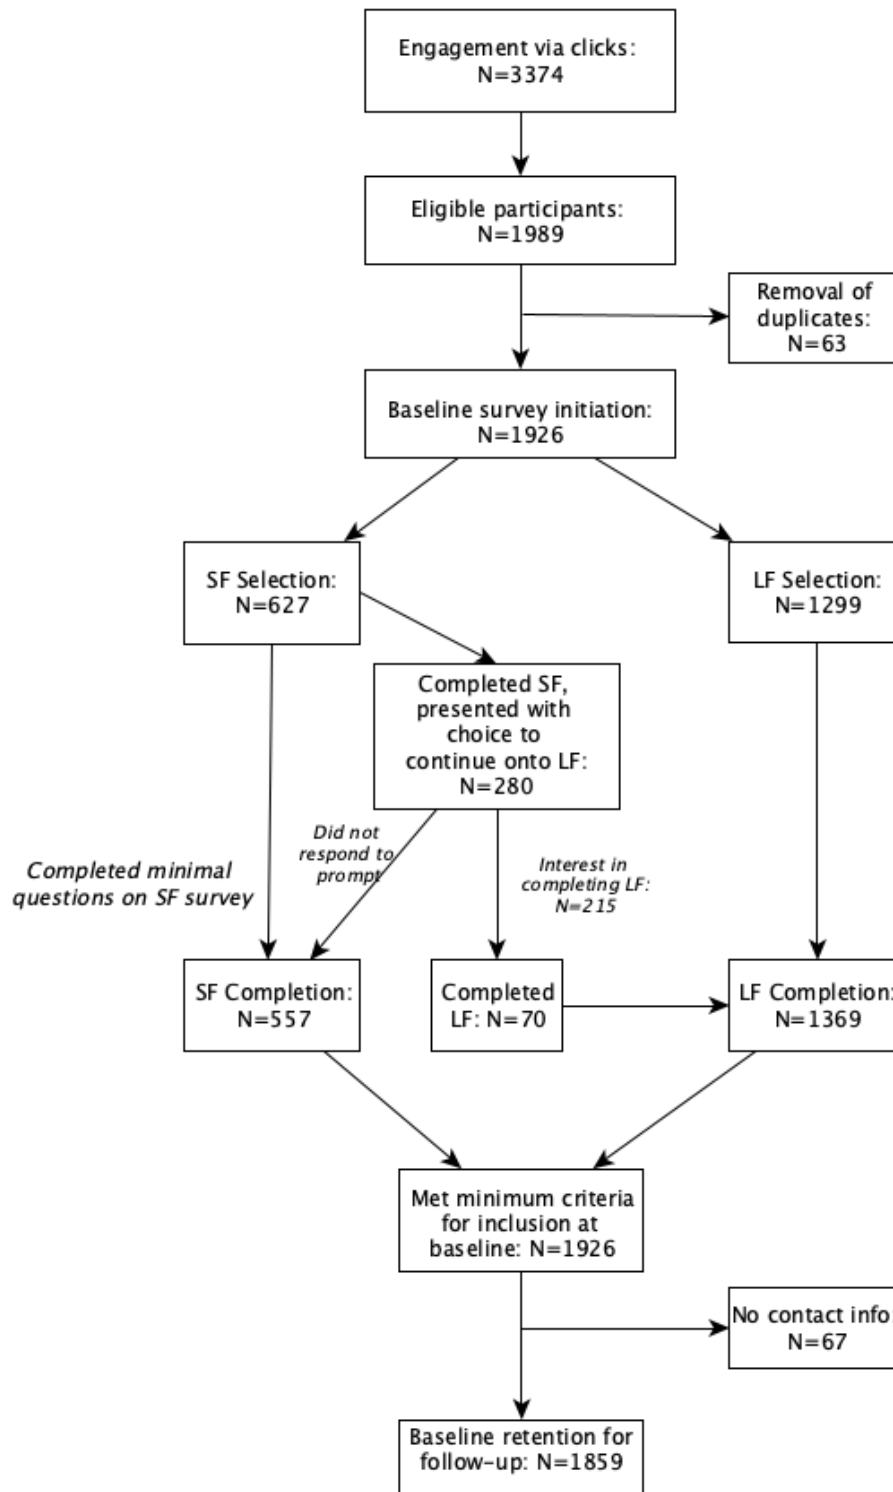 Engagement via clicks:
N=3374
Eligible participants:
N=1989
Removal of
duplicates:
N=63
Baseline survey initiation:
N=1926
SF Selection:
N=627
LF Selection:
N=1299
Completed SF,
presented with
choice to
continue onto LF:
N=280
Did not
respond to
prompt
Interest in
completing LF:
N=215
Completed minimal
questions on SF survey
SF Completion:
N=557
Completed
LF: N=70
LF Completion:
N=1369
Met minimum criteria
for inclusion at
baseline: N=1926
No contact info:
N=67
Baseline retention for
follow-up: N=1859